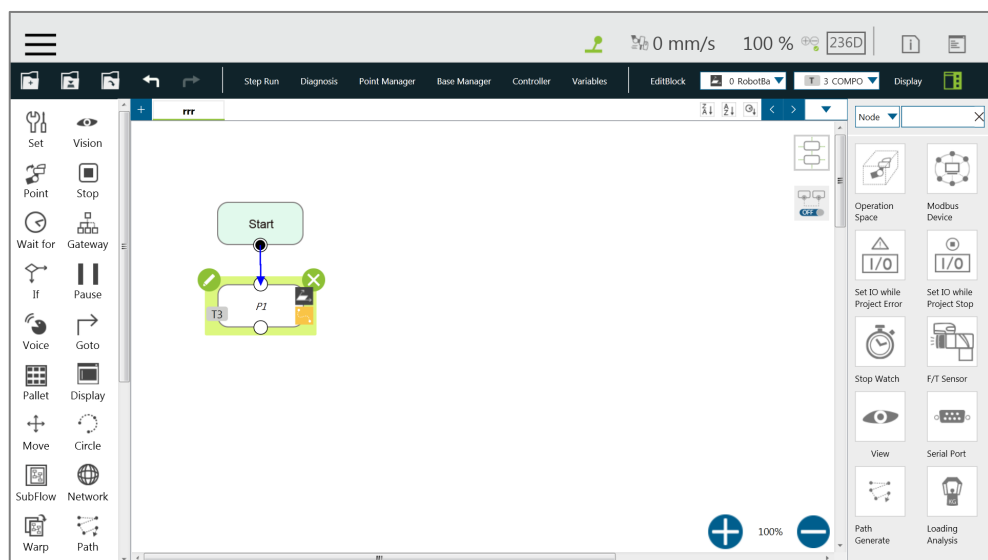 0 mm/s 100 % 236D
Step Run Diagnosis Point Manager Base Manager Controller Variables EditBlock 0 RobotBa T 3 COMPO Display
+ rrr
Node
Set Vision
Point Stop
Wait for Gateway
If Pause
Voice Goto
Pallet Display
Move Circle
SubFlow Network
Warp Path
Start
P1
T3
OFF
100%
Operation
Space
Modbus
Device
I/O
I/O
Set IO while
Project Error
Set IO while
Project Stop
Stop Watch
F/T Sensor
View
Serial Port
KG
Path
Generate
Loading
Analysis